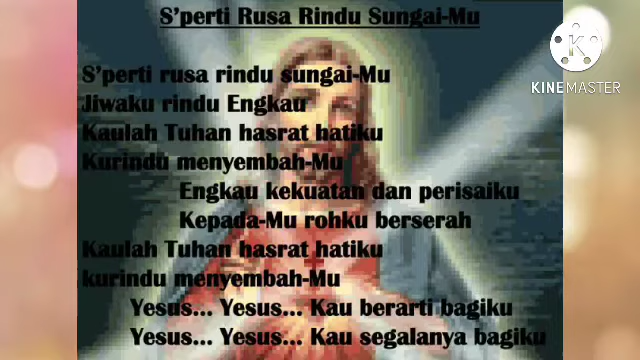 S'perti Rusa Rindu Sungai-Mu
KINEMASTER
S'perti rusa rindu sungai-Mu
Jiwaku rindu Engkau
Kaulah Tuhan hasrat hatiku
Kurindu menyembah-Mu
Engkau kekuatan dan perisaiku
Kepada-Mu rohku berserah
Kaulah Tuhan hasrat hatiku
kurindu menyembah-Mu
Yesus... Yesus... Kau berarti bagiku
Yesus... Yesus... Kau segalanya bagiku